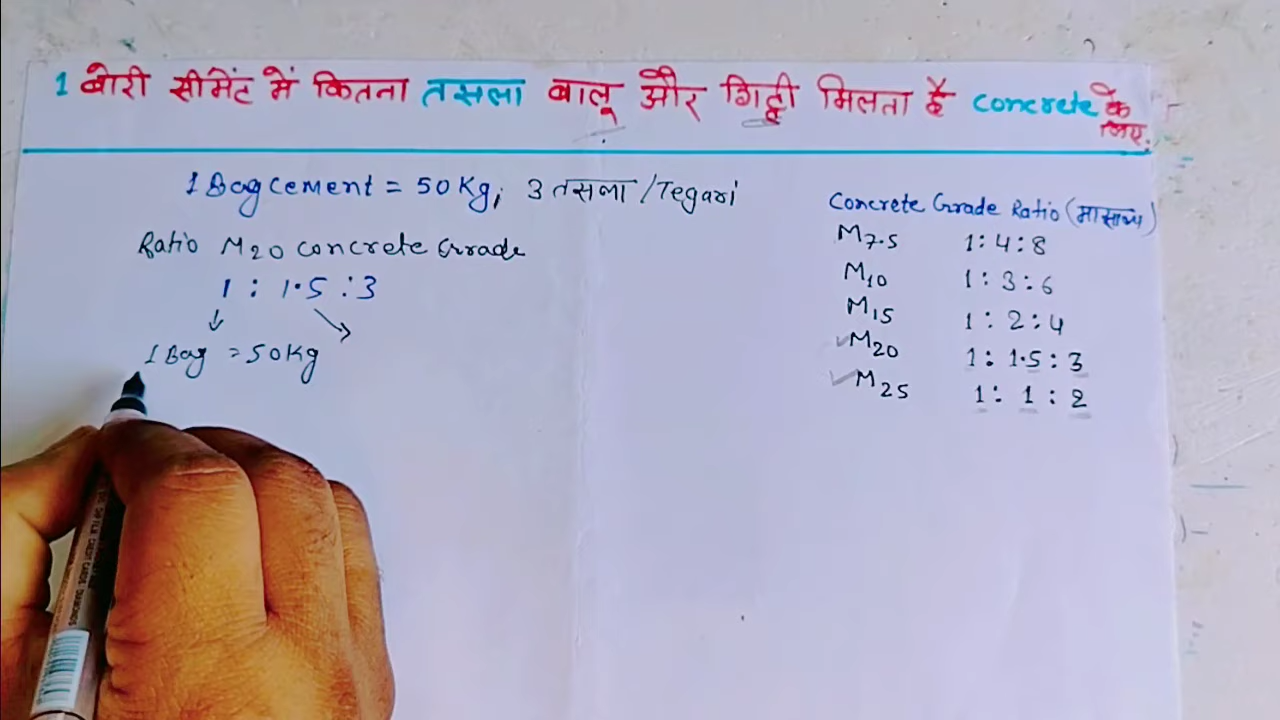 1 बोरी सीमेंट में कितना तसला बालू और गिट्टी मिलता है concrete के लिए.
1 Bag Cement = 50 Kg, 3 तसला / Tegari
Ratio M20 concrete Grade
1 : 1.5 : 3
1 Bag = 50 Kg
Concrete Grade Ratio (मसाला)
M7.5 1 : 4 : 8
M10 1 : 3 : 6
M15 1 : 2 : 4
M20 1 : 1.5 : 3
M25 1 : 1 : 2